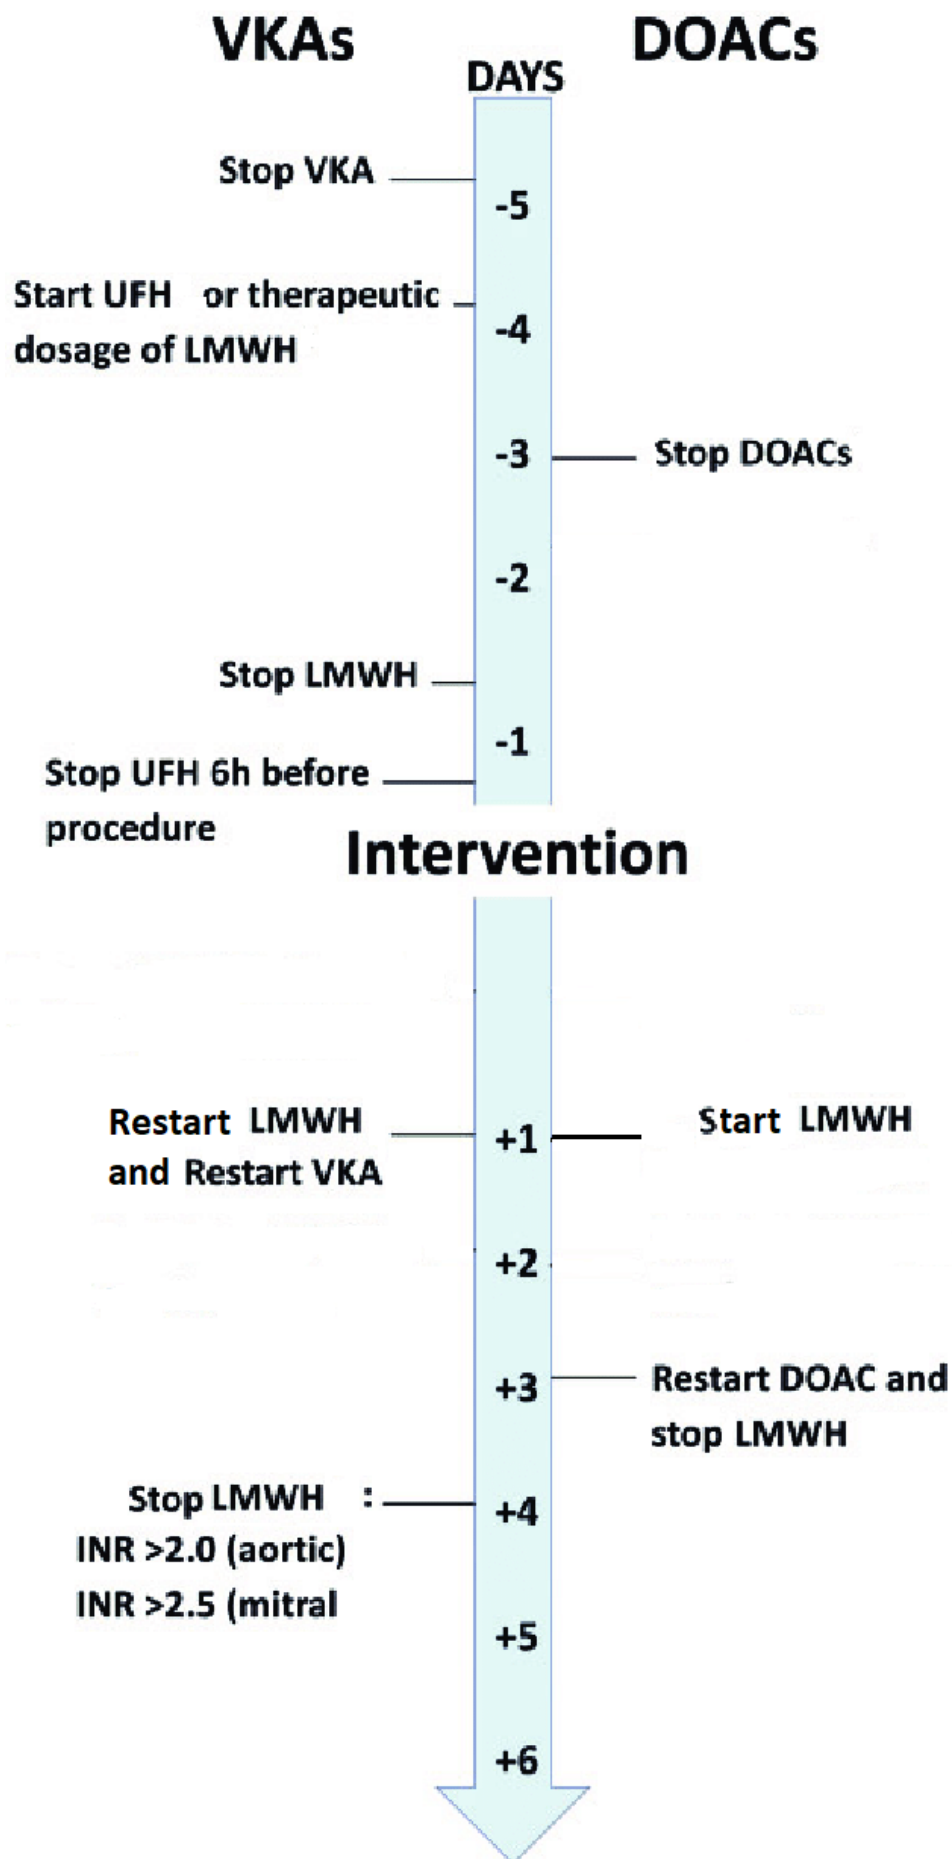 VKAs
DOACs
DAYS
Stop VKA
-5
Start UFH or therapeutic
dosage of LMWH
-4
-3
Stop DOACs
-2
Stop LMWH
-1
Stop UFH 6h before
procedure
Intervention
Restart LMWH
and Restart VKA
+1
Start LMWH
+2
+3
Restart DOAC and
stop LMWH
Stop LMWH :
INR >2.0 (aortic)
INR >2.5 (mitral
+4
+5
+6